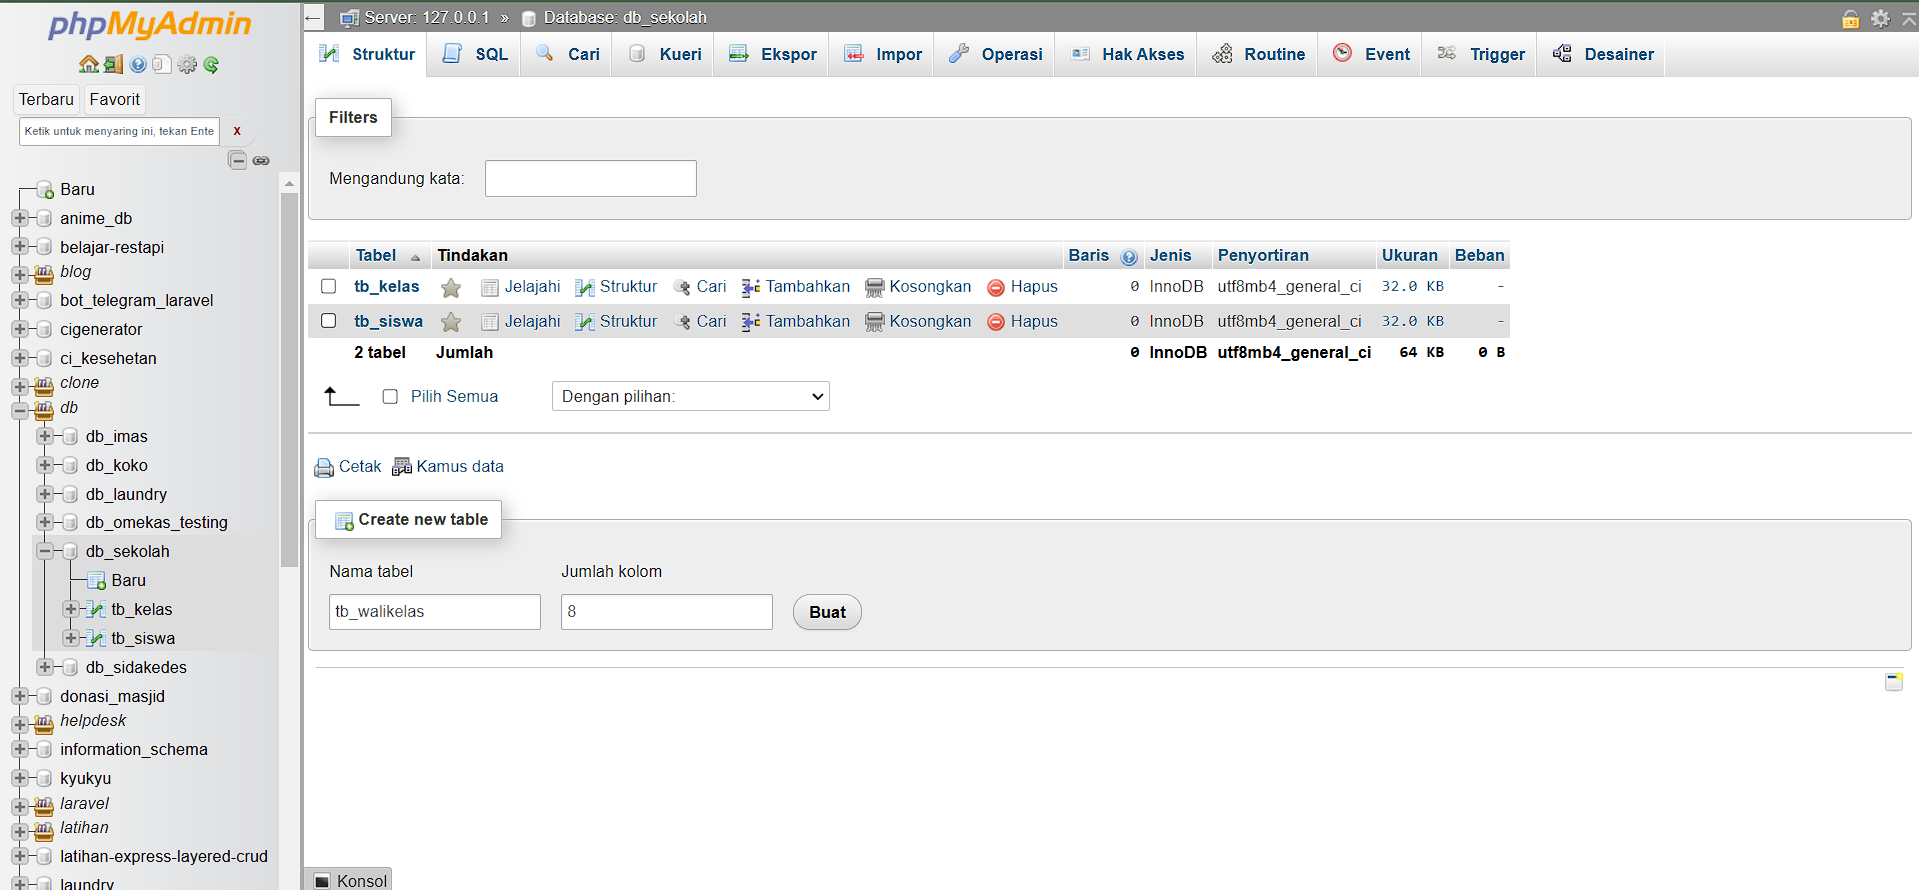 phpMyAdmin
Terbaru Favorit
Ketik untuk menyaring ini, tekan Ente X
Baru
anime_db
belajar-restapi
blog
bot_telegram_laravel
cigenerator
ci_kesehetan
clone
db
db_imas
db_koko
db_laundry
db_omekas_testing
db_sekolah
Baru
tb_kelas
tb_siswa
db_sidakedes
donasi_masjid
helpdesk
information_schema
kyukyu
laravel
latihan
latihan-express-layered-crud
laundry
Server: 127.0.0.1 » Database: db_sekolah
Struktur SQL Cari Kueri Ekspor Impor Operasi Hak Akses Routine Event Trigger Desainer
Filters
Mengandung kata:
Tabel Tindakan Baris Jenis Penyortiran Ukuran Beban
tb_kelas Jelajahi Struktur Cari Tambahkan Kosongkan Hapus 0 InnoDB utf8mb4_general_ci 32.0 KB -
tb_siswa Jelajahi Struktur Cari Tambahkan Kosongkan Hapus 0 InnoDB utf8mb4_general_ci 32.0 KB -
2 tabel Jumlah 0 InnoDB utf8mb4_general_ci 64 KB 0 B
Pilih Semua Dengan pilihan:
Cetak Kamus data
Create new table
Nama tabel Jumlah kolom
tb_walikelas 8 Buat
Konsol